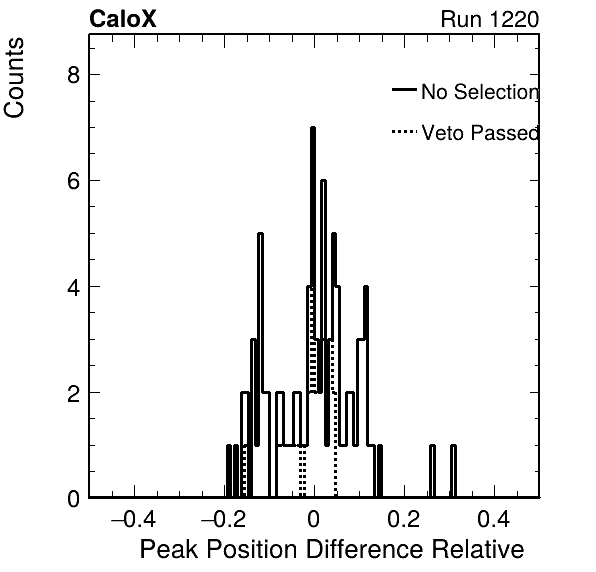 CaloX Run 1220
Counts
8
6
4
2
0
No Selection
Veto Passed
−0.4 −0.2 0 0.2 0.4
Peak Position Difference Relative